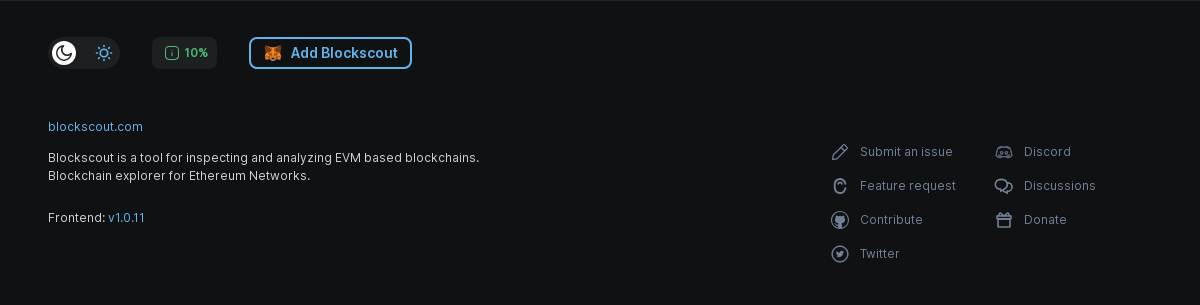 10%
Add Blockscout
blockscout.com
Blockscout is a tool for inspecting and analyzing EVM based blockchains.
Blockchain explorer for Ethereum Networks.
Frontend: v1.0.11
Submit an issue
Feature request
Contribute
Twitter
Discord
Discussions
Donate